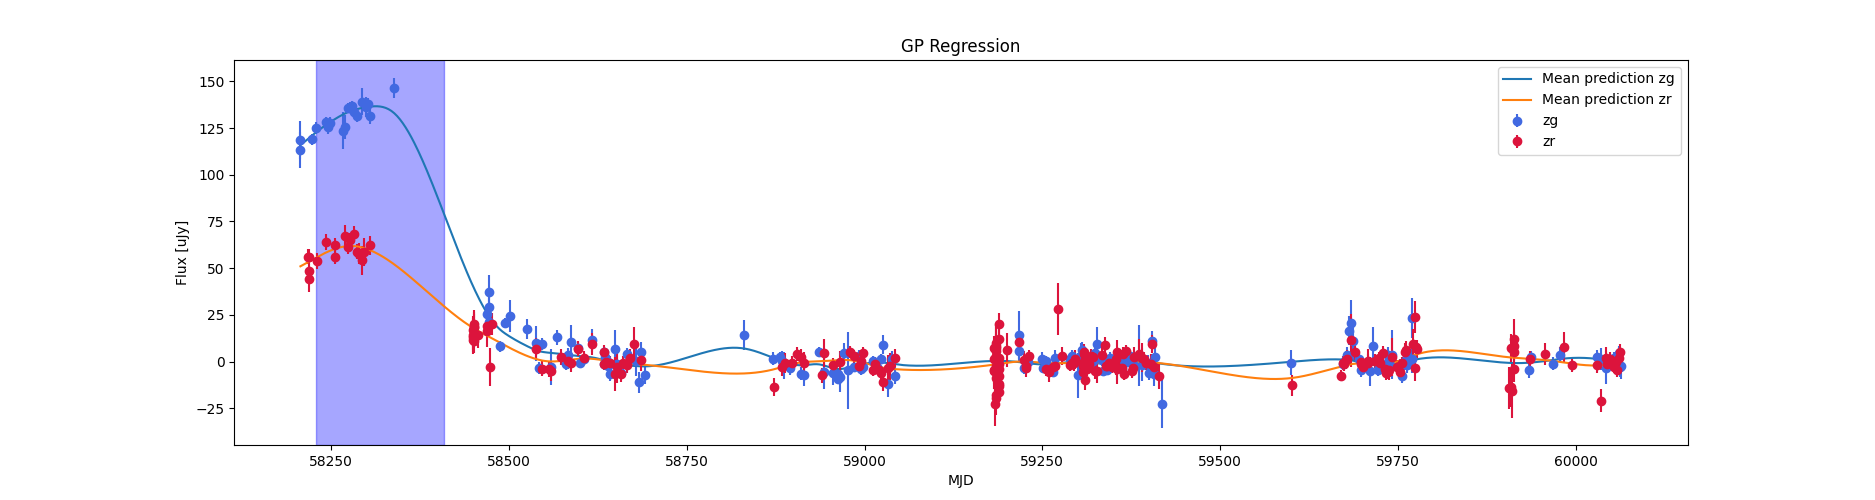 GP Regression
Mean prediction zg
Mean prediction zr
zg
zr
Flux [uJy]
150
125
100
75
50
25
0
−25
58250 58500 58750 59000 59250 59500 59750 60000
MJD